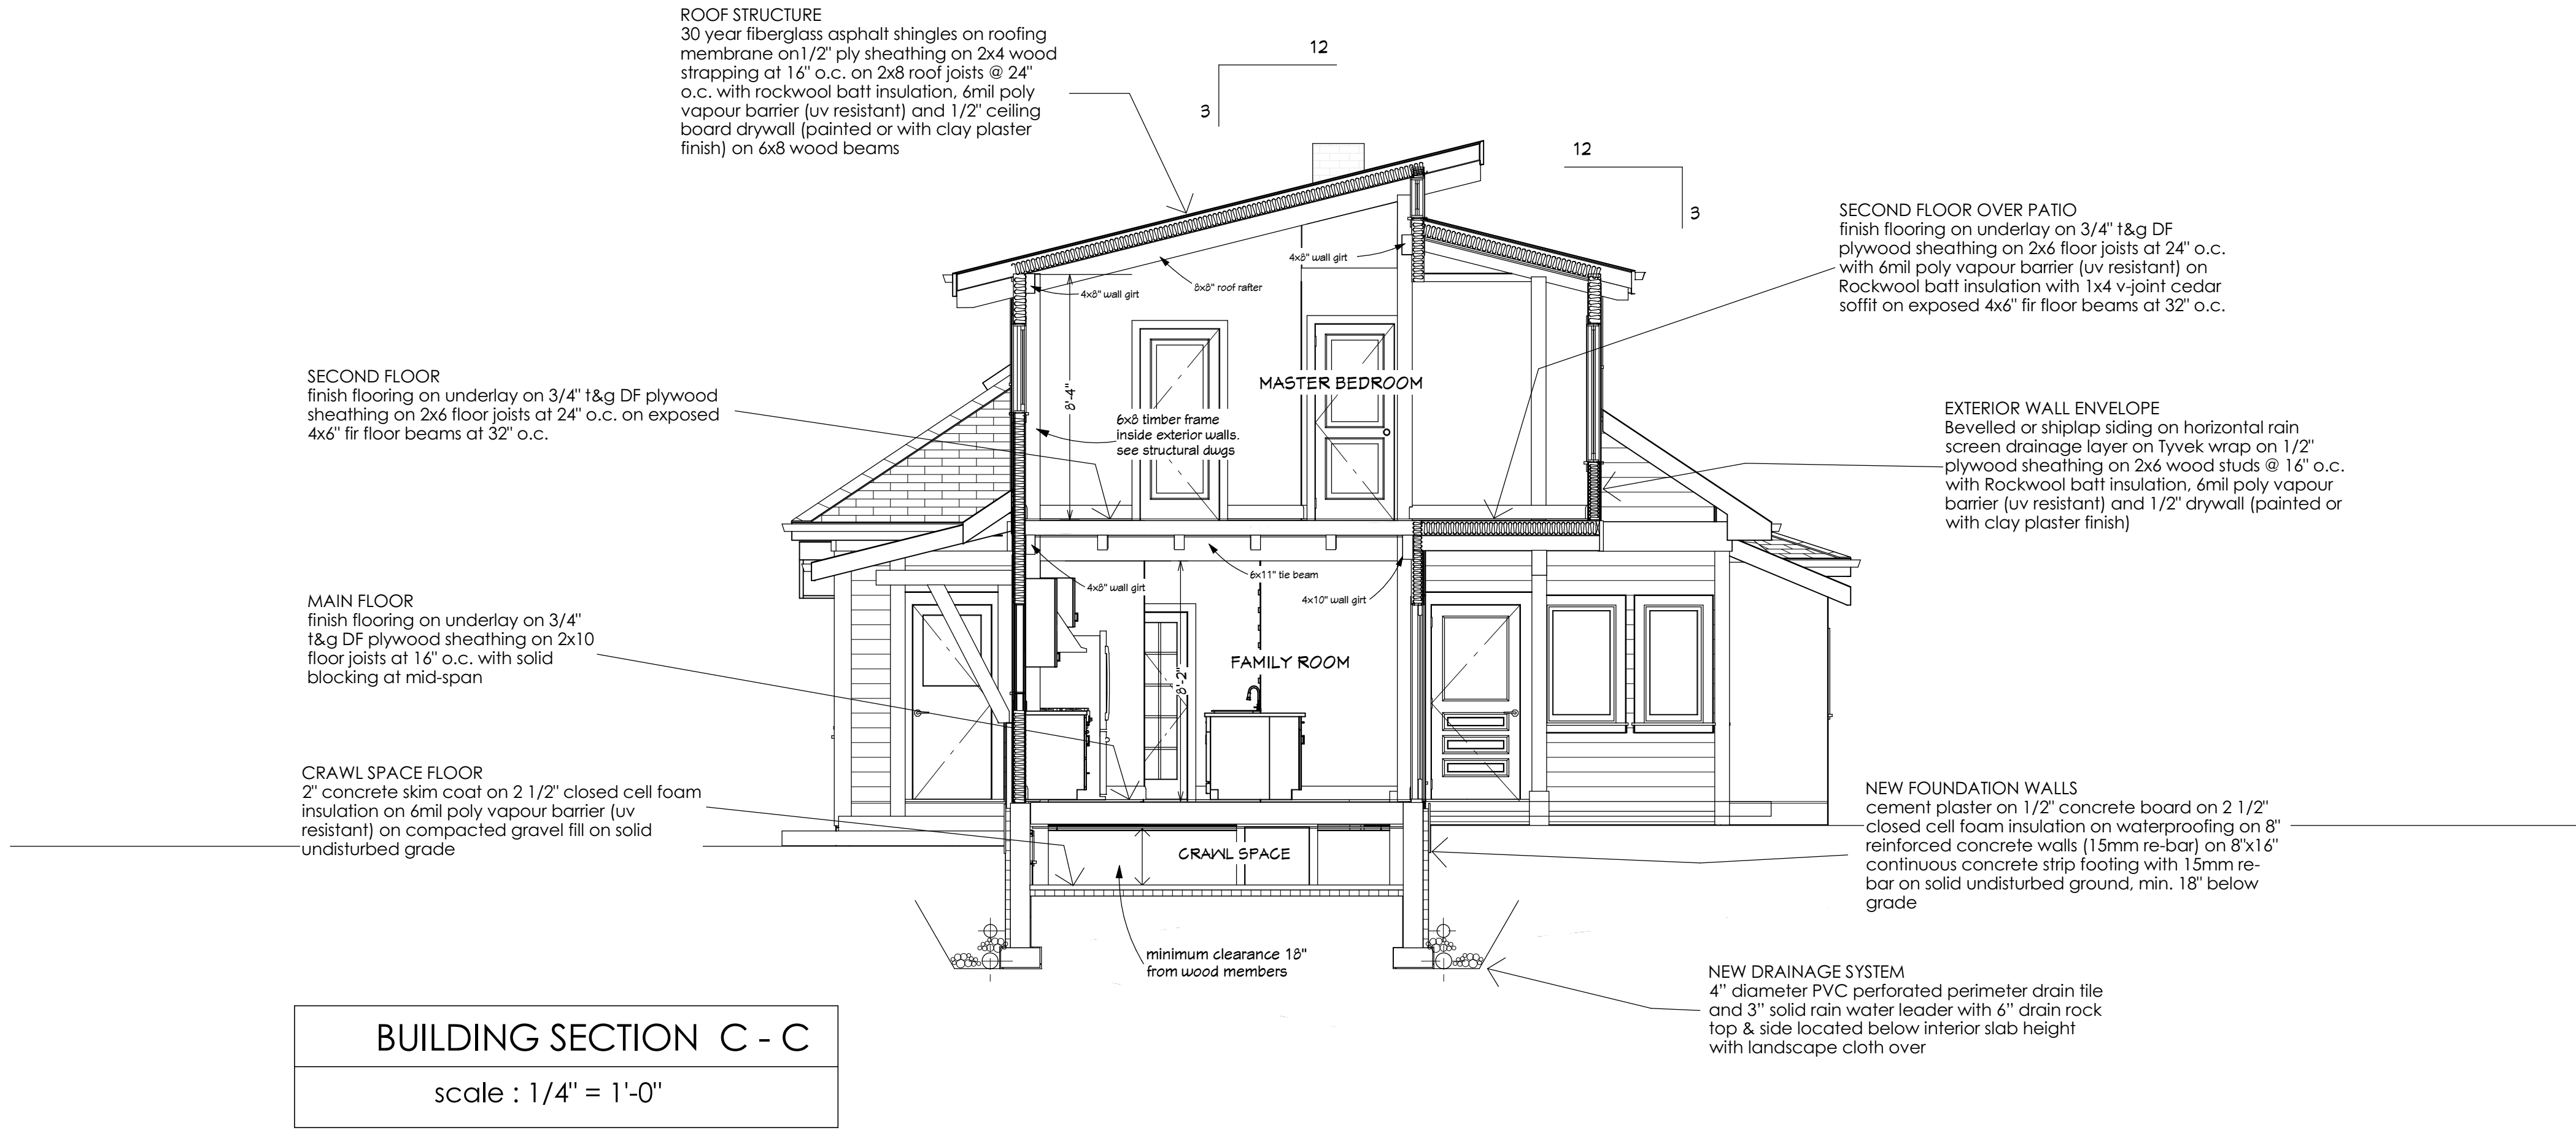 ROOF STRUCTURE
30 year fiberglass asphalt shingles on roofing
membrane on1/2" ply sheathing on 2x4 wood
strapping at 16" o.c. on 2x8 roof joists @ 24"
o.c. with rockwool batt insulation, 6mil poly
vapour barrier (uv resistant) and 1/2" ceiling
board drywall (painted or with clay plaster
finish) on 6x8 wood beams
12
3
12
3
SECOND FLOOR OVER PATIO
finish flooring on underlay on 3/4" t&g DF
plywood sheathing on 2x6 floor joists at 24" o.c.
with 6mil poly vapour barrier (uv resistant) on
Rockwool batt insulation with 1x4 v-joint cedar
soffit on exposed 4x6" fir floor beams at 32" o.c.
4x8" wall girt
8x8" roof rafter
4x8" wall girt
SECOND FLOOR
finish flooring on underlay on 3/4" t&g DF plywood
sheathing on 2x6 floor joists at 24" o.c. on exposed
4x6" fir floor beams at 32" o.c.
8'-4"
MASTER BEDROOM
6x8 timber frame
inside exterior walls.
see structural dwgs
EXTERIOR WALL ENVELOPE
Bevelled or shiplap siding on horizontal rain
screen drainage layer on Tyvek wrap on 1/2"
plywood sheathing on 2x6 wood studs @ 16" o.c.
with Rockwool batt insulation, 6mil poly vapour
barrier (uv resistant) and 1/2" drywall (painted or
with clay plaster finish)
6x11" tie beam
4x8" wall girt
4x10" wall girt
MAIN FLOOR
finish flooring on underlay on 3/4"
t&g DF plywood sheathing on 2x10
floor joists at 16" o.c. with solid
blocking at mid-span
8'-2"
FAMILY ROOM
CRAWL SPACE FLOOR
2" concrete skim coat on 2 1/2" closed cell foam
insulation on 6mil poly vapour barrier (uv
resistant) on compacted gravel fill on solid
undisturbed grade
CRAWL SPACE
NEW FOUNDATION WALLS
cement plaster on 1/2" concrete board on 2 1/2"
closed cell foam insulation on waterproofing on 8"
reinforced concrete walls (15mm re-bar) on 8"x16"
continuous concrete strip footing with 15mm re-
bar on solid undisturbed ground, min. 18" below
grade
minimum clearance 18"
from wood members
NEW DRAINAGE SYSTEM
4” diameter PVC perforated perimeter drain tile
and 3” solid rain water leader with 6” drain rock
top & side located below interior slab height
with landscape cloth over
BUILDING SECTION C - C
scale : 1/4" = 1'-0"